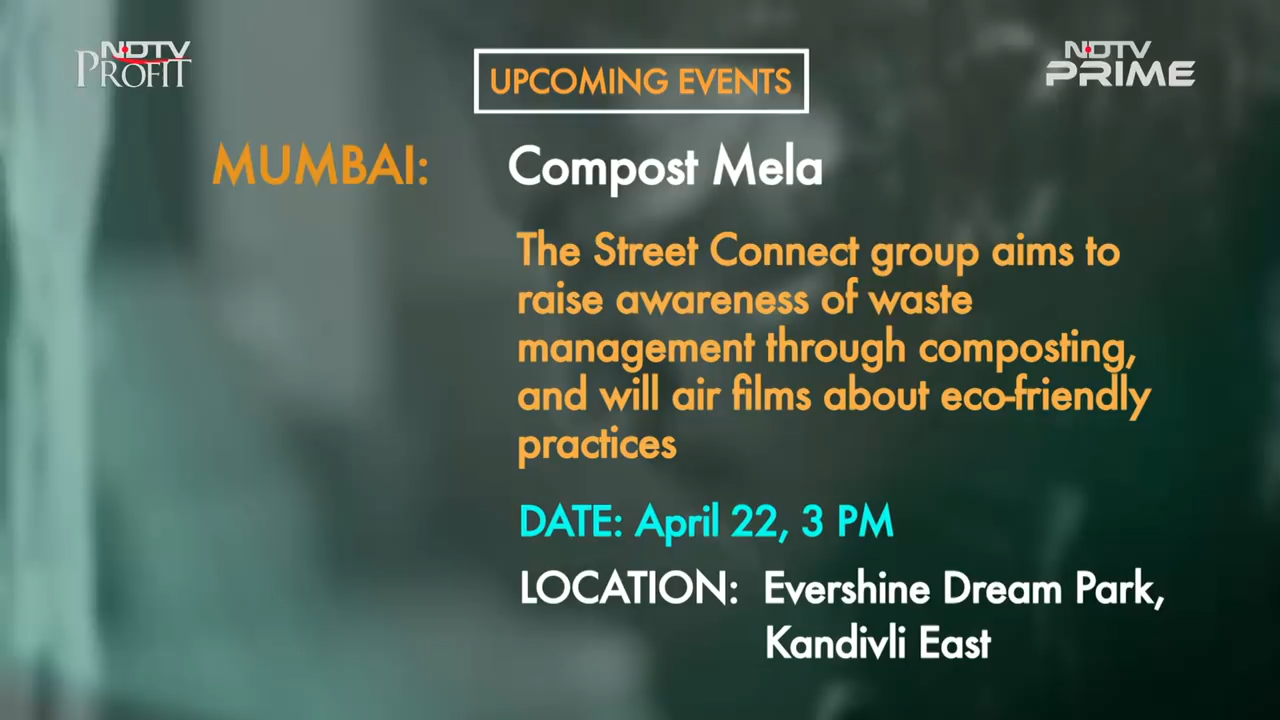 NDTV
PROFIT
UPCOMING EVENTS
NDTV
PRIME
MUMBAI: Compost Mela
The Street Connect group aims to
raise awareness of waste
management through composting,
and will air films about eco-friendly
practices
DATE: April 22, 3 PM
LOCATION: Evershine Dream Park,
Kandivli East